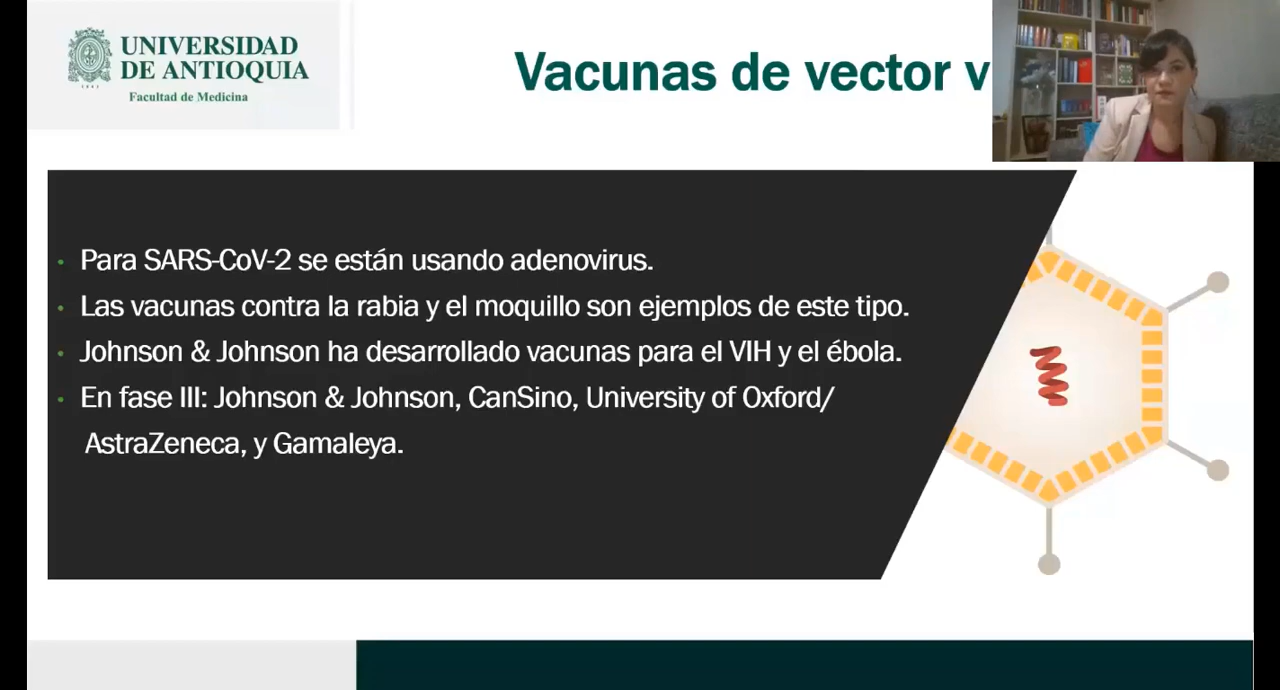 UNIVERSIDAD
DE ANTIOQUIA
Facultad de Medicina
Vacunas de vector v
• Para SARS-CoV-2 se están usando adenovirus.
• Las vacunas contra la rabia y el moquillo son ejemplos de este tipo.
• Johnson & Johnson ha desarrollado vacunas para el VIH y el ébola.
• En fase III: Johnson & Johnson, CanSino, University of Oxford/
AstraZeneca, y Gamaleya.